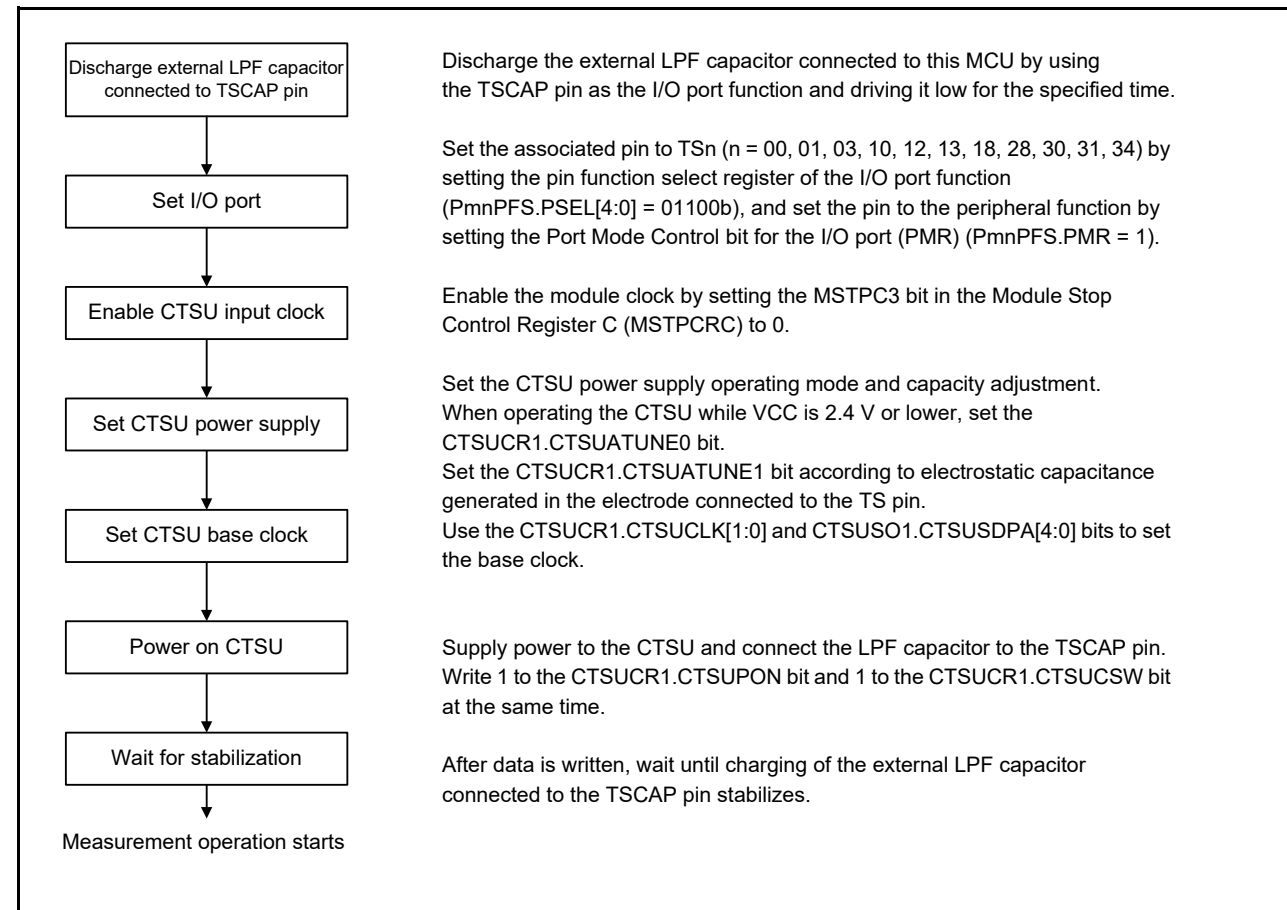 Discharge external LPF capacitor
connected to TSCAP pin
Discharge the external LPF capacitor connected to this MCU by using
the TSCAP pin as the I/O port function and driving it low for the specified time.
Set I/O port
Set the associated pin to TSn (n = 00, 01, 03, 10, 12, 13, 18, 28, 30, 31, 34) by
setting the pin function select register of the I/O port function
(PmnPFS.PSEL[4:0] = 01100b), and set the pin to the peripheral function by
setting the Port Mode Control bit for the I/O port (PMR) (PmnPFS.PMR = 1).
Enable CTSU input clock
Enable the module clock by setting the MSTPC3 bit in the Module Stop
Control Register C (MSTPCRC) to 0.
Set CTSU power supply
Set the CTSU power supply operating mode and capacity adjustment.
When operating the CTSU while VCC is 2.4 V or lower, set the
CTSUCR1.CTSUATUNE0 bit.
Set the CTSUCR1.CTSUATUNE1 bit according to electrostatic capacitance
generated in the electrode connected to the TS pin.
Set CTSU base clock
Use the CTSUCR1.CTSUCLK[1:0] and CTSUSO1.CTSUSDPA[4:0] bits to set
the base clock.
Power on CTSU
Supply power to the CTSU and connect the LPF capacitor to the TSCAP pin.
Write 1 to the CTSUCR1.CTSUPON bit and 1 to the CTSUCR1.CTSUCSW bit
at the same time.
Wait for stabilization
After data is written, wait until charging of the external LPF capacitor
connected to the TSCAP pin stabilizes.
Measurement operation starts